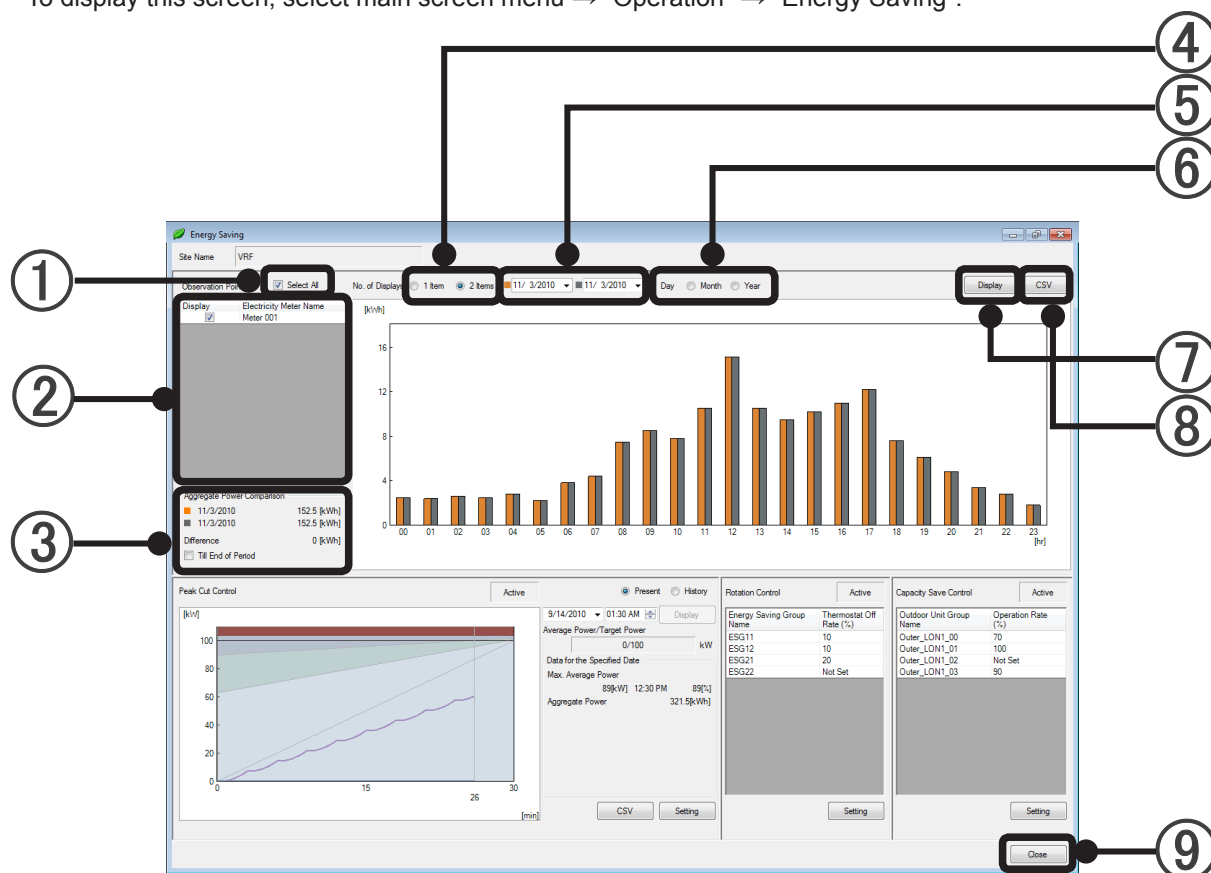 To display this screen, select main screen menu → "Operation" → "Energy Saving".
④
⑤
⑥
Energy Saving
Site Name VRF
①
Select All
No. of Displays 1 Item 2 Items 11/ 3/2010 11/ 3/2010 Day Month Year Display CSV
Display Electricity Meter Name
Meter 001
[kWh]
16
12
8
4
0
00 01 02 03 04 05 06 07 08 09 10 11 12 13 14 15 16 17 18 19 20 21 22 23
[hr]
②
⑦
⑧
③
Aggregate Power Comparison
11/3/2010 152.5 [kWh]
11/3/2010 152.5 [kWh]
Difference 0 [kWh]
Till End of Period
Peak Cut Control Active Present History
[kW]
100
80
60
40
20
0
0 15 26 30
[min]
9/14/2010 01:30 AM Display
Average Power/Target Power
0/100 kW
Data for the Specified Date
Max. Average Power
89[kW] 12:30 PM 89[%]
Aggregate Power 321.5[kWh]
CSV Setting
Rotation Control Active
Energy Saving Group Name Thermostat Off Rate (%)
ESG11 10
ESG12 10
ESG21 20
ESG22 Not Set
Setting
Capacity Save Control Active
Outdoor Unit Group Name Operation Rate (%)
Outer_LON1_00 70
Outer_LON1_01 100
Outer_LON1_02 Not Set
Outer_LON1_03 90
Setting
Close
⑨